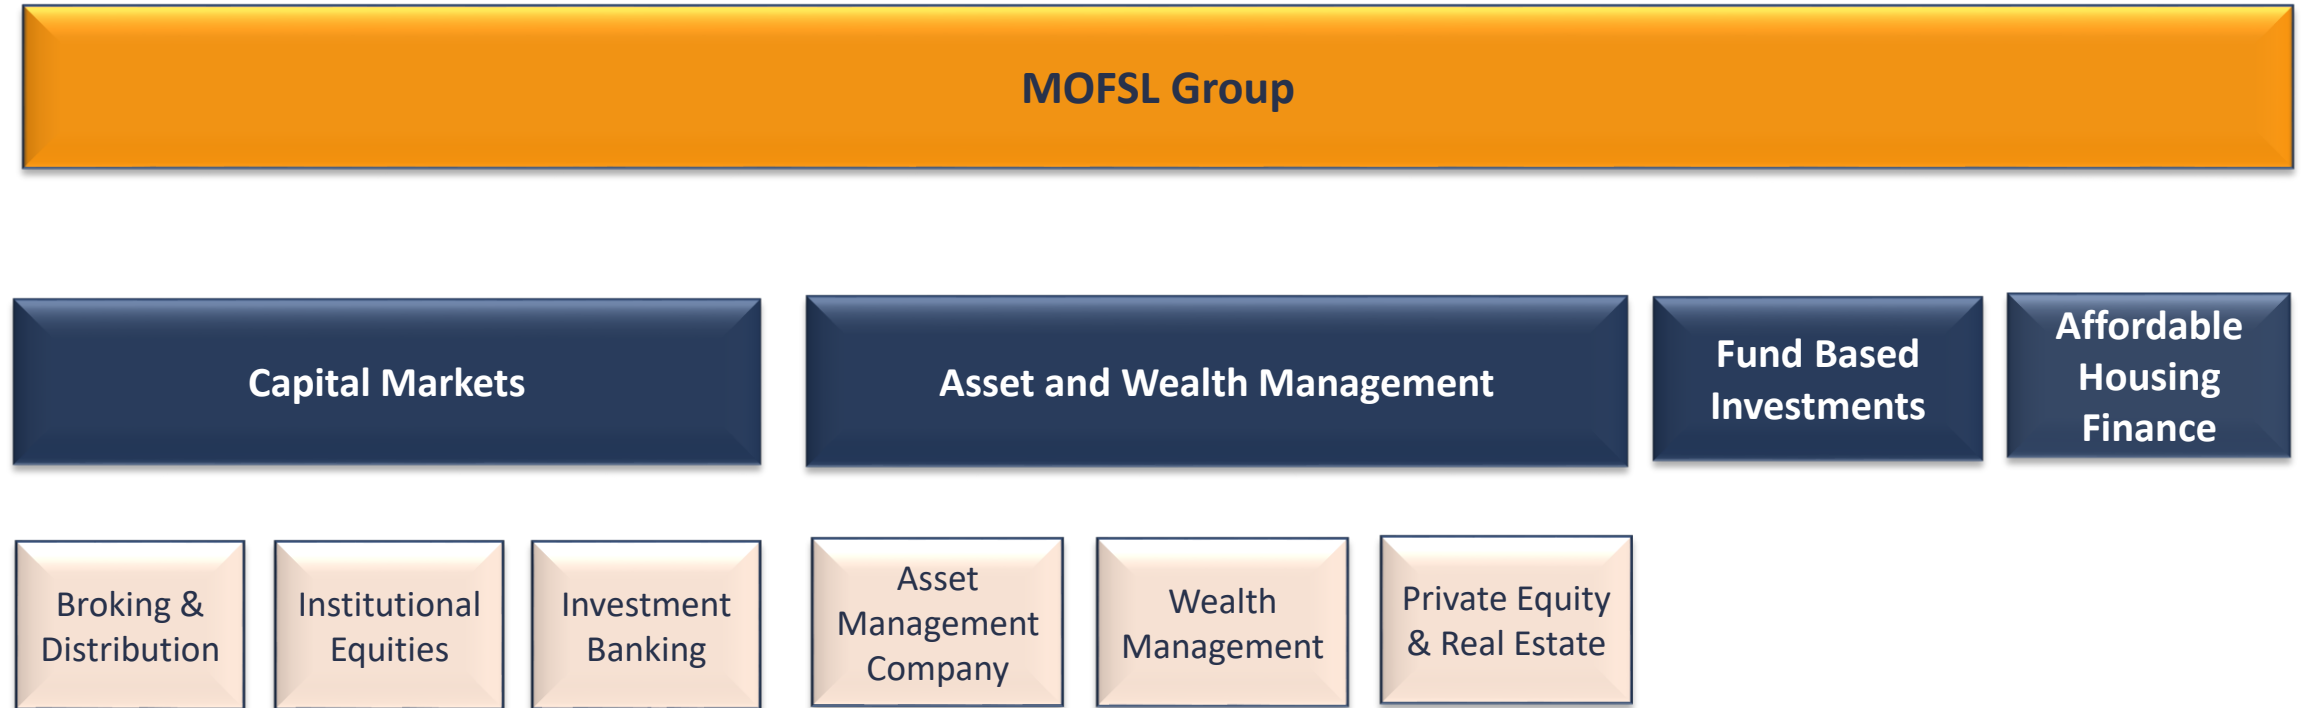 MOFSL Group
Capital Markets
Asset and Wealth Management
Fund Based
Investments
Affordable
Housing
Finance
Broking &
Distribution
Institutional
Equities
Investment
Banking
Asset
Management
Company
Wealth
Management
Private Equity
& Real Estate